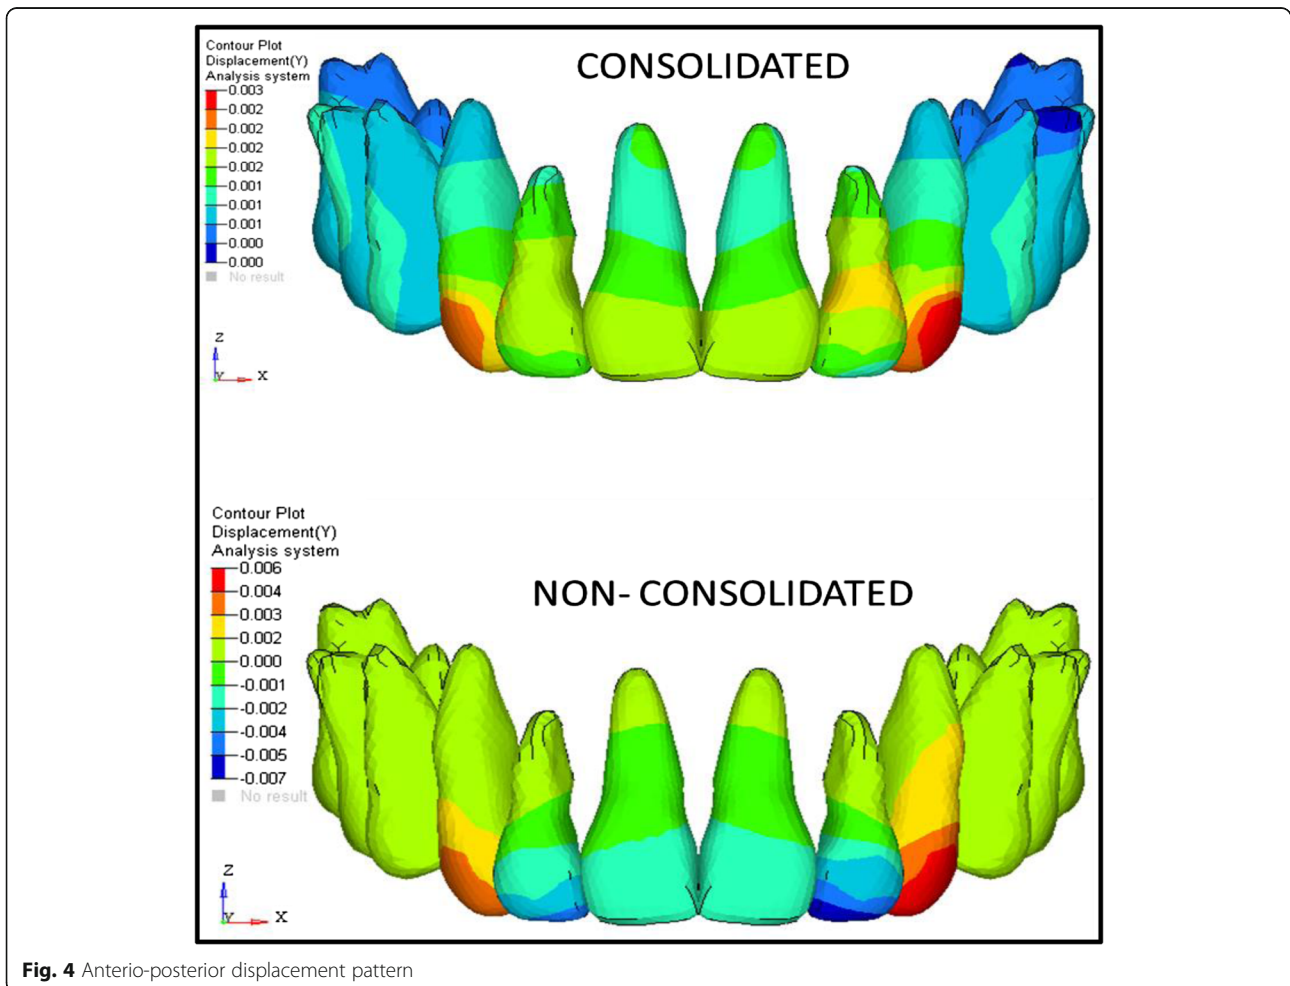 Contour Plot
Displacement(Y)
Analysis system
0.003
0.002
0.002
0.002
0.002
0.001
0.001
0.001
0.000
0.000
No result
Z
Y
X
CONSOLIDATED
Contour Plot
Displacement(Y)
Analysis system
0.006
0.004
0.003
0.002
0.000
-0.001
-0.002
-0.004
-0.005
-0.007
No result
Z
Y
X
NON- CONSOLIDATED
Fig. 4 Anterio-posterior displacement pattern